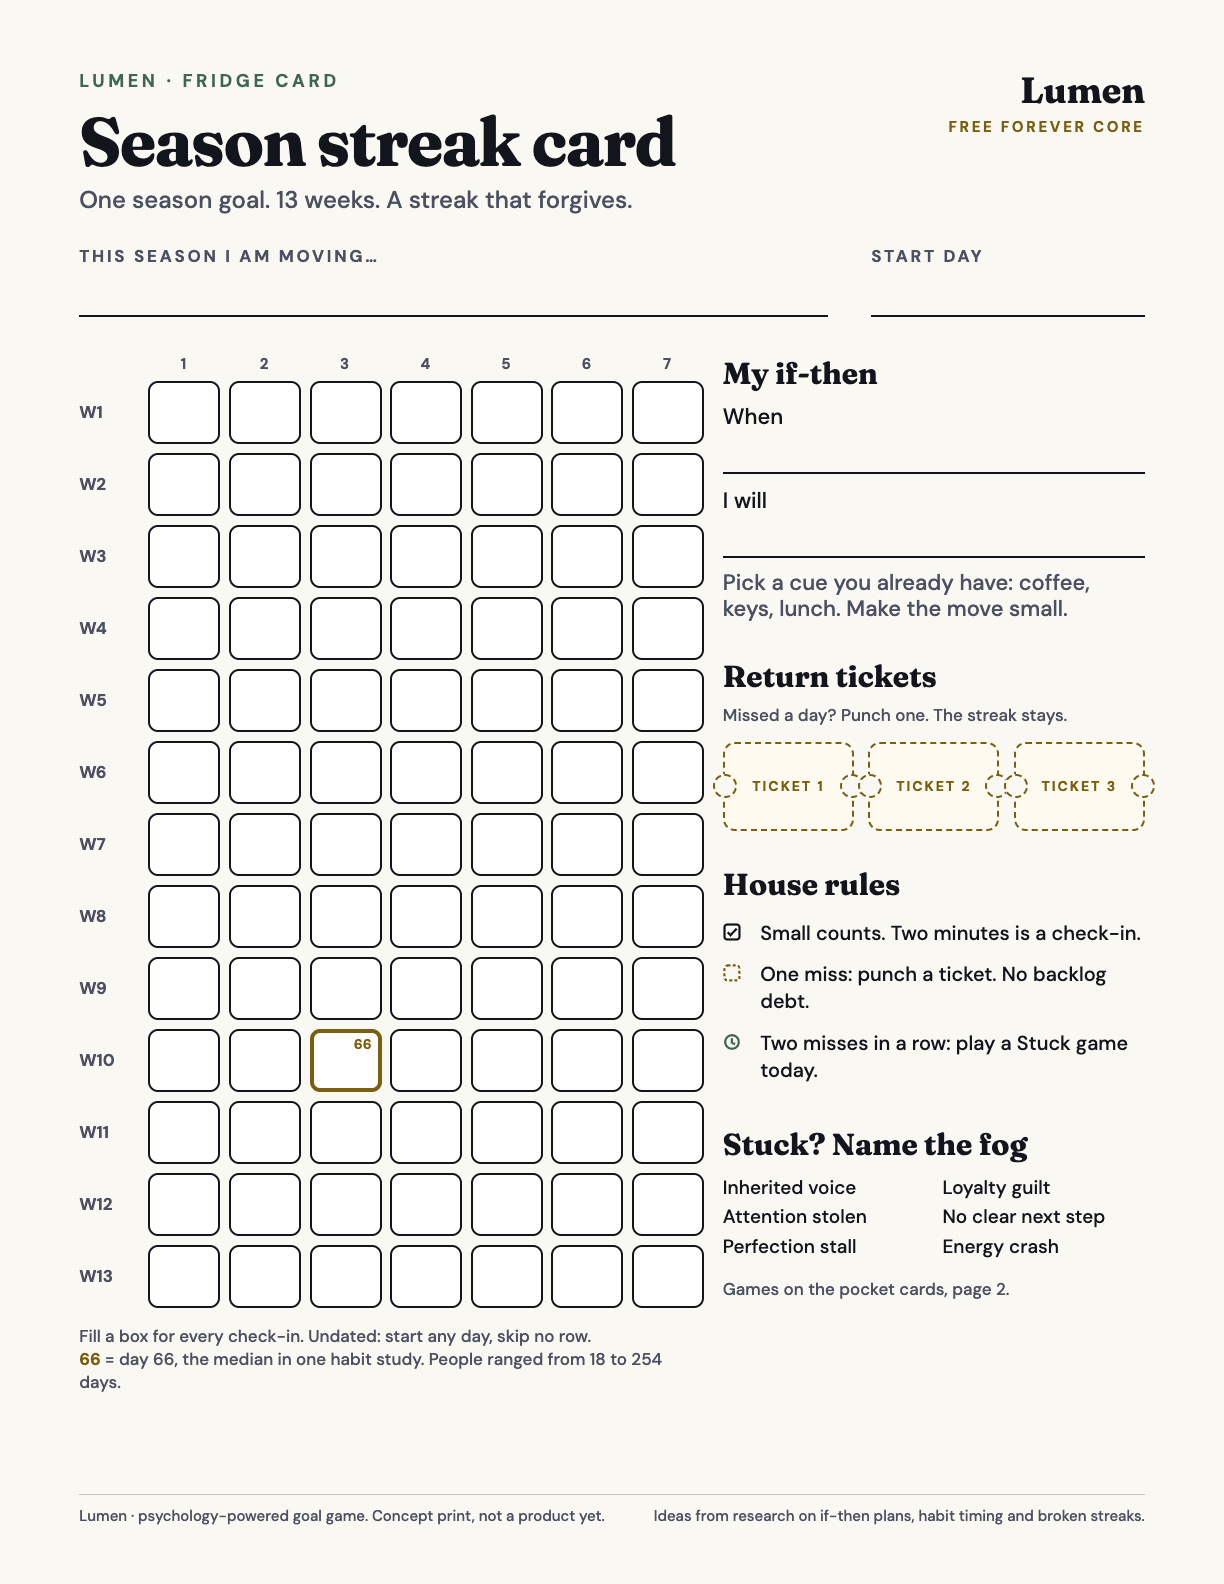 LUMEN · FRIDGE CARD
Season streak card
One season goal. 13 weeks. A streak that forgives.
Lumen
FREE FOREVER CORE
THIS SEASON I AM MOVING…
START DAY
1 2 3 4 5 6 7
W1
W2
W3
W4
W5
W6
W7
W8
W9
W10
66
W11
W12
W13
Fill a box for every check-in. Undated: start any day, skip no row.
66 = day 66, the median in one habit study. People ranged from 18 to 254
days.
My if-then
When
I will
Pick a cue you already have: coffee,
keys, lunch. Make the move small.
Return tickets
Missed a day? Punch one. The streak stays.
TICKET 1 TICKET 2 TICKET 3
House rules
Small counts. Two minutes is a check-in.
One miss: punch a ticket. No backlog
debt.
Two misses in a row: play a Stuck game
today.
Stuck? Name the fog
Inherited voice Loyalty guilt
Attention stolen No clear next step
Perfection stall Energy crash
Games on the pocket cards, page 2.
Lumen · psychology-powered goal game. Concept print, not a product yet.
Ideas from research on if-then plans, habit timing and broken streaks.